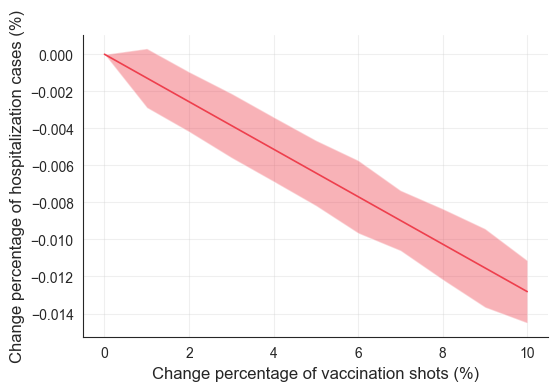 Change percentage of hospitalization cases (%)
0.000
−0.002
−0.004
−0.006
−0.008
−0.010
−0.012
−0.014
0 2 4 6 8 10
Change percentage of vaccination shots (%)